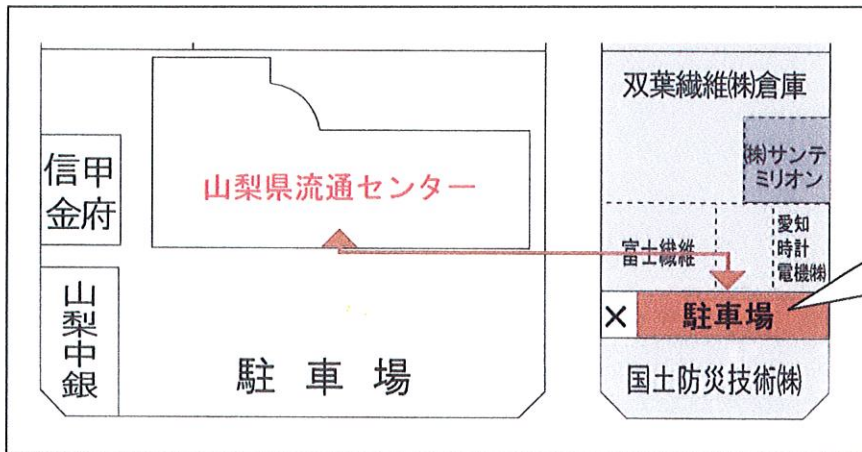 双葉繊維㈱倉庫
㈱サンテ
ミリオン
信甲
金府
山梨県流通センター
愛知
時計
電機㈱
富士繊維
山梨中銀
×
駐車場
駐車場
国土防災技術㈱